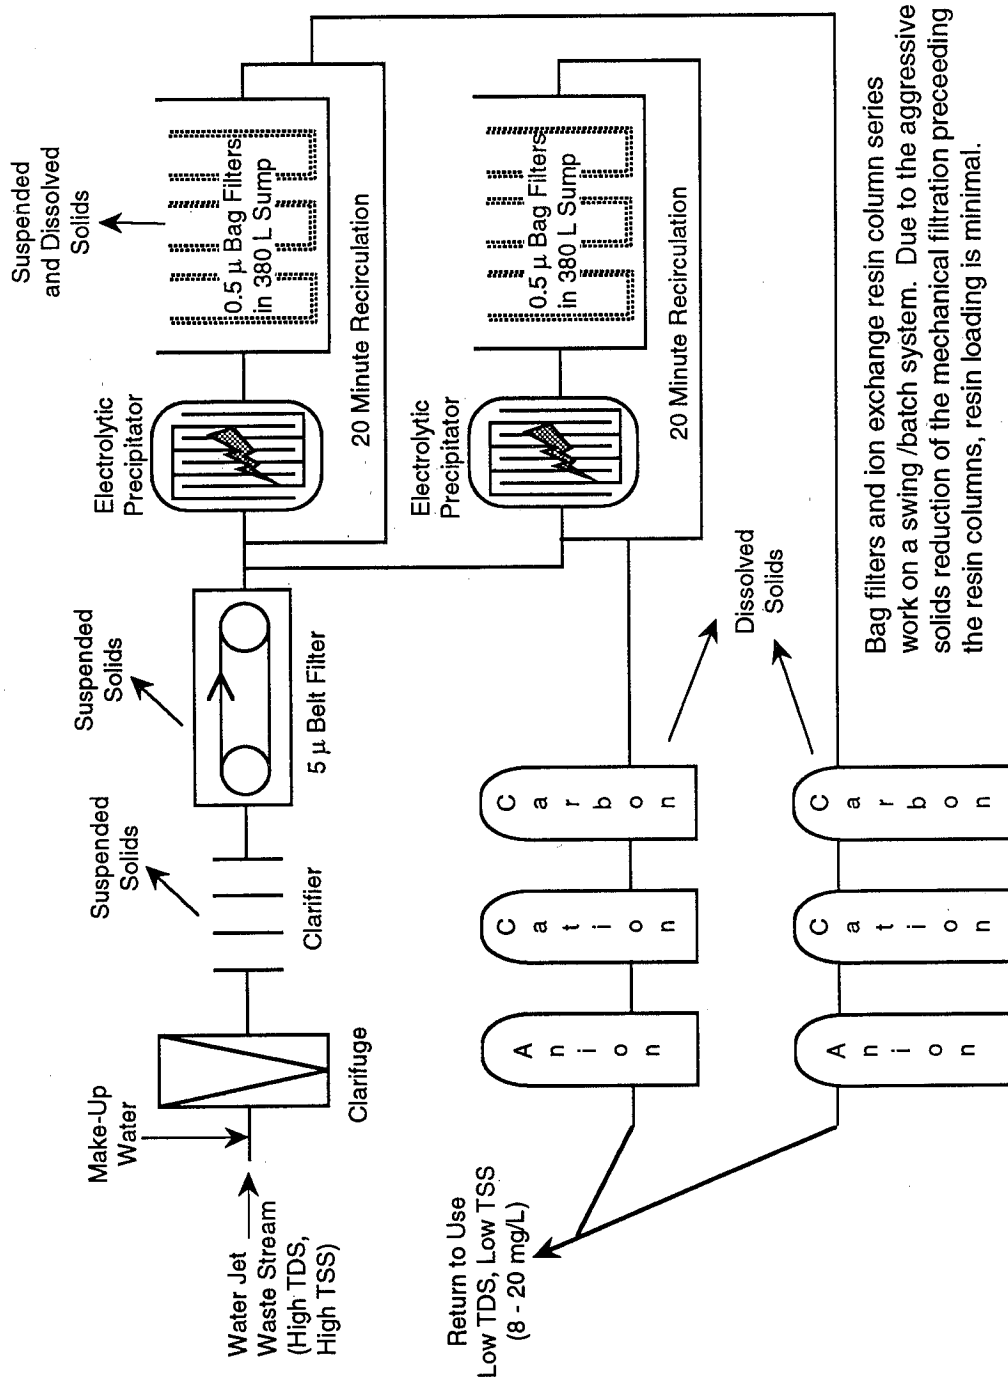 Water Jet
Waste Stream
(High TDS,
High TSS)
Make-Up
Water
Clarifuge
Clarifier
Suspended
Solids
5 µ Belt Filter
Suspended
Solids
Electrolytic
Precipitator
0.5 µ Bag Filters
in 380 L Sump
Suspended
and Dissolved
Solids
20 Minute Recirculation
Electrolytic
Precipitator
0.5 µ Bag Filters
in 380 L Sump
20 Minute Recirculation
Return to Use
Low TDS, Low TSS
(8 - 20 mg/L)
Anion
Cation
Carbon
Dissolved
Solids
Anion
Cation
Carbon
Bag filters and ion exchange resin column series
work on a swing /batch system. Due to the aggressive
solids reduction of the mechanical filtration preceeding
the resin columns, resin loading is minimal.